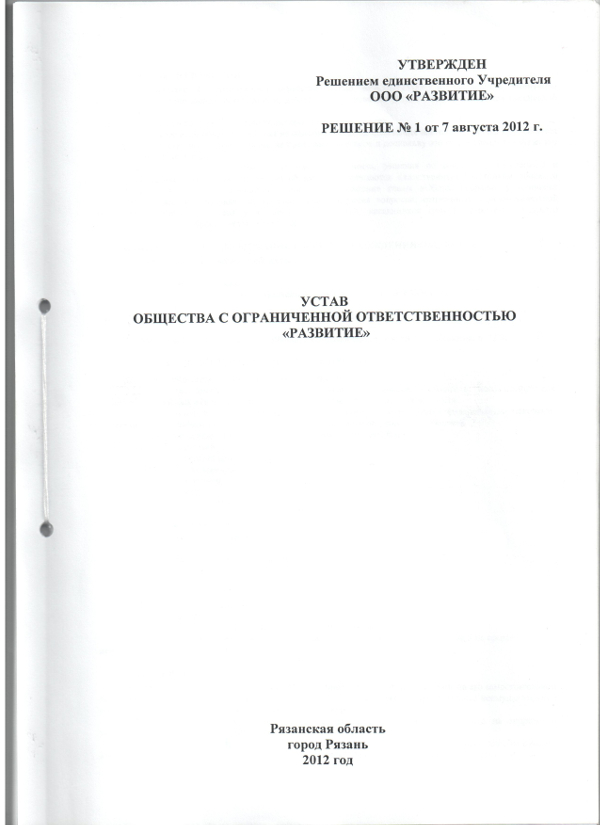 УТВЕРЖДЕН
Решением единственного Учредителя
ООО «РАЗВИТИЕ»
РЕШЕНИЕ № 1 от 7 августа 2012 г.
УСТАВ
ОБЩЕСТВА С ОГРАНИЧЕННОЙ ОТВЕТСТВЕННОСТЬЮ
«РАЗВИТИЕ»
Рязанская область
город Рязань
2012 год